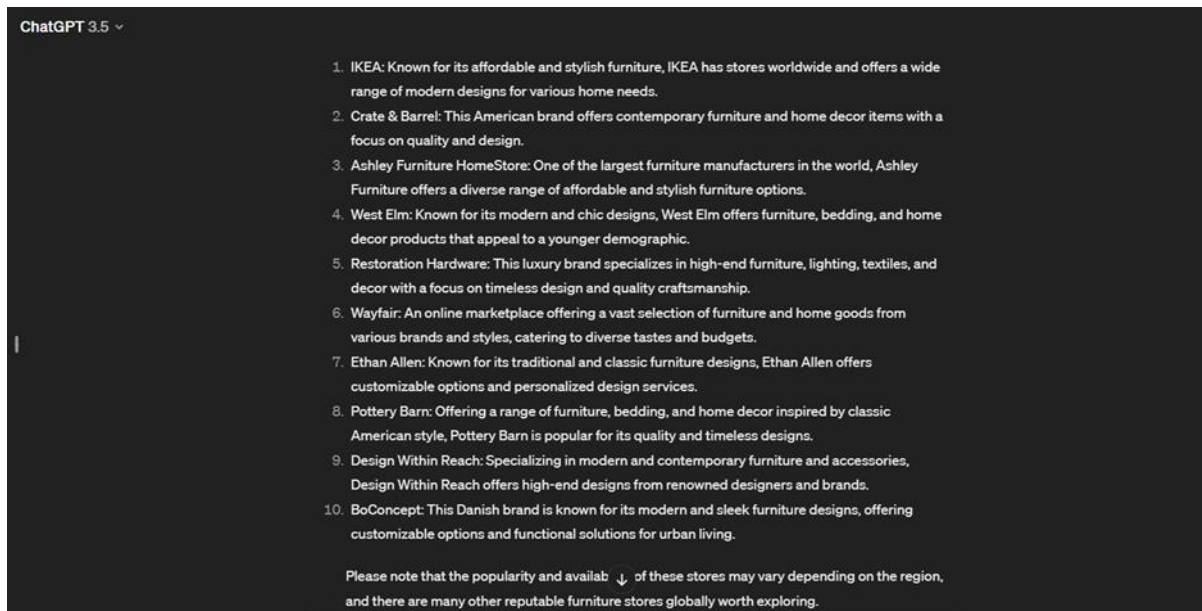 ChatGPT 3.5
1. IKEA: Known for its affordable and stylish furniture, IKEA has stores worldwide and offers a wide
range of modern designs for various home needs.
2. Crate & Barrel: This American brand offers contemporary furniture and home decor items with a
focus on quality and design.
3. Ashley Furniture HomeStore: One of the largest furniture manufacturers in the world, Ashley
Furniture offers a diverse range of affordable and stylish furniture options.
4. West Elm: Known for its modern and chic designs, West Elm offers furniture, bedding, and home
decor products that appeal to a younger demographic.
5. Restoration Hardware: This luxury brand specializes in high-end furniture, lighting, textiles, and
decor with a focus on timeless design and quality craftsmanship.
6. Wayfair: An online marketplace offering a vast selection of furniture and home goods from
various brands and styles, catering to diverse tastes and budgets.
7. Ethan Allen: Known for its traditional and classic furniture designs, Ethan Allen offers
customizable options and personalized design services.
8. Pottery Barn: Offering a range of furniture, bedding, and home decor inspired by classic
American style, Pottery Barn is popular for its quality and timeless designs.
9. Design Within Reach: Specializing in modern and contemporary furniture and accessories,
Design Within Reach offers high-end designs from renowned designers and brands.
10. BoConcept: This Danish brand is known for its modern and sleek furniture designs, offering
customizable options and functional solutions for urban living.
Please note that the popularity and availab of these stores may vary depending on the region,
and there are many other reputable furniture stores globally worth exploring.